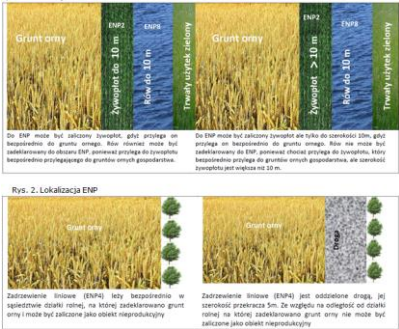 Grunt orny
Żywopłot do 10 m
ENP2
Rów do 10 m
ENP8
Trwały użytek zielony
Grunt orny
Żywopłot > 10 m
ENP2
Rów do 10 m
ENP8
Trwały użytek zielony
Do ENP może być zaliczony żywopłot, gdyż przylega on
bezpośrednio do gruntu ornego. Rów również może być
zadeklarowany do obszaru ENP, ponieważ przylega do żywopłotu
bezpośrednio przylegającego do gruntów ornych gospodarstwa.
Do ENP może być zaliczony żywopłot ale tylko do szerokości 10m, gdyż
przylega on bezpośrednio do gruntu ornego. Rów nie może być
zadeklarowany do obszaru ENP, ponieważ chociaż przylega do żywopłotu, który
bezpośrednio przylega do gruntów ornych gospodarstwa, ale szerokość
żywopłotu jest większa niż 10 m.
Rys. 2. Lokalizacja ENP
Grunt orny
Grunt orny
Droga
Zadrzewienie liniowe (ENP4) leży bezpośrednio w
sąsiedztwie działki rolnej, na której zadeklarowano grunt
orny i może być zaliczone jako obiekt nieprodukcyjny
Zadrzewienie liniowe (ENP4) jest oddzielone drogą, jej
szerokość przekracza 5m. Ze względu na odległość od działki
rolnej na której zadeklarowano grunt orny nie może być
zaliczone jako obiekt nieprodukcyjny